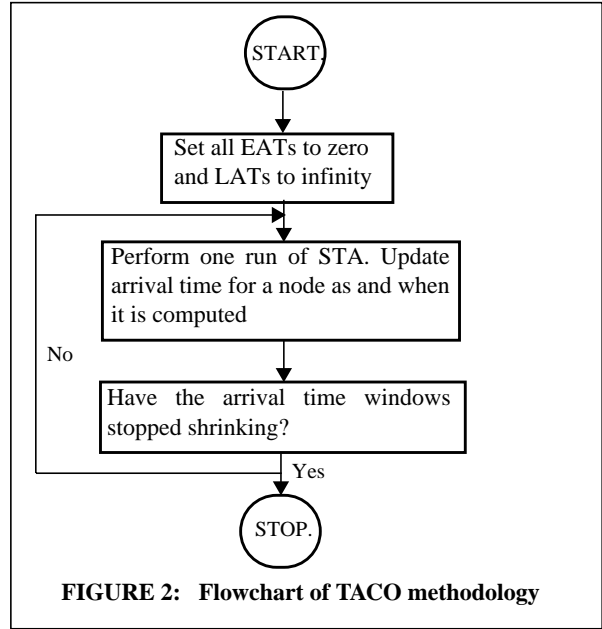 START.
Set all EATs to zero
and LATs to infinity
Perform one run of STA. Update
arrival time for a node as and when
it is computed
No
Have the arrival time windows
stopped shrinking?
Yes
STOP.
FIGURE 2: Flowchart of TACO methodology